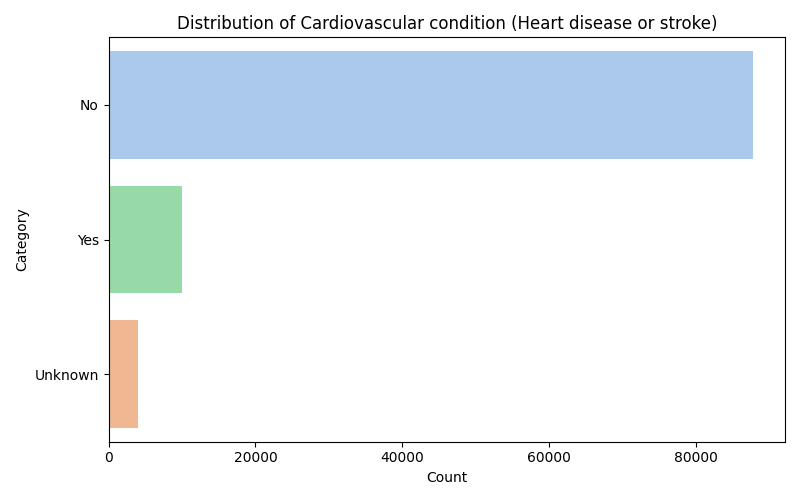 Distribution of Cardiovascular condition (Heart disease or stroke)
Category
No
Yes
Unknown
0 20000 40000 60000 80000
Count